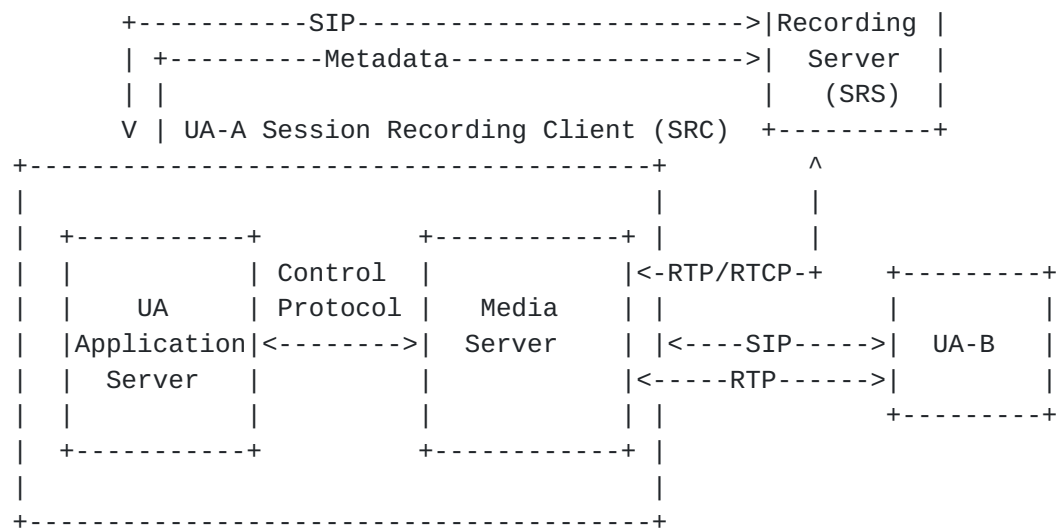 +-----------SIP--------------------------->|Recording |
| +----------Metadata------------------->| Server |
| | | (SRS) |
V | UA-A Session Recording Client (SRC) +----------+
+----------------------------------------+ ^
| | |
| +-----------+ +------------+ | |
| | | Control | |<-RTP/RTCP-+ +---------+
| | UA | Protocol | Media | | | |
| |Application|<-------->| Server | |<----SIP----->| UA-B |
| | Server | | |<-----RTP------>| |
| | | | | | +---------+
| +-----------+ +------------+ |
| |
+----------------------------------------+